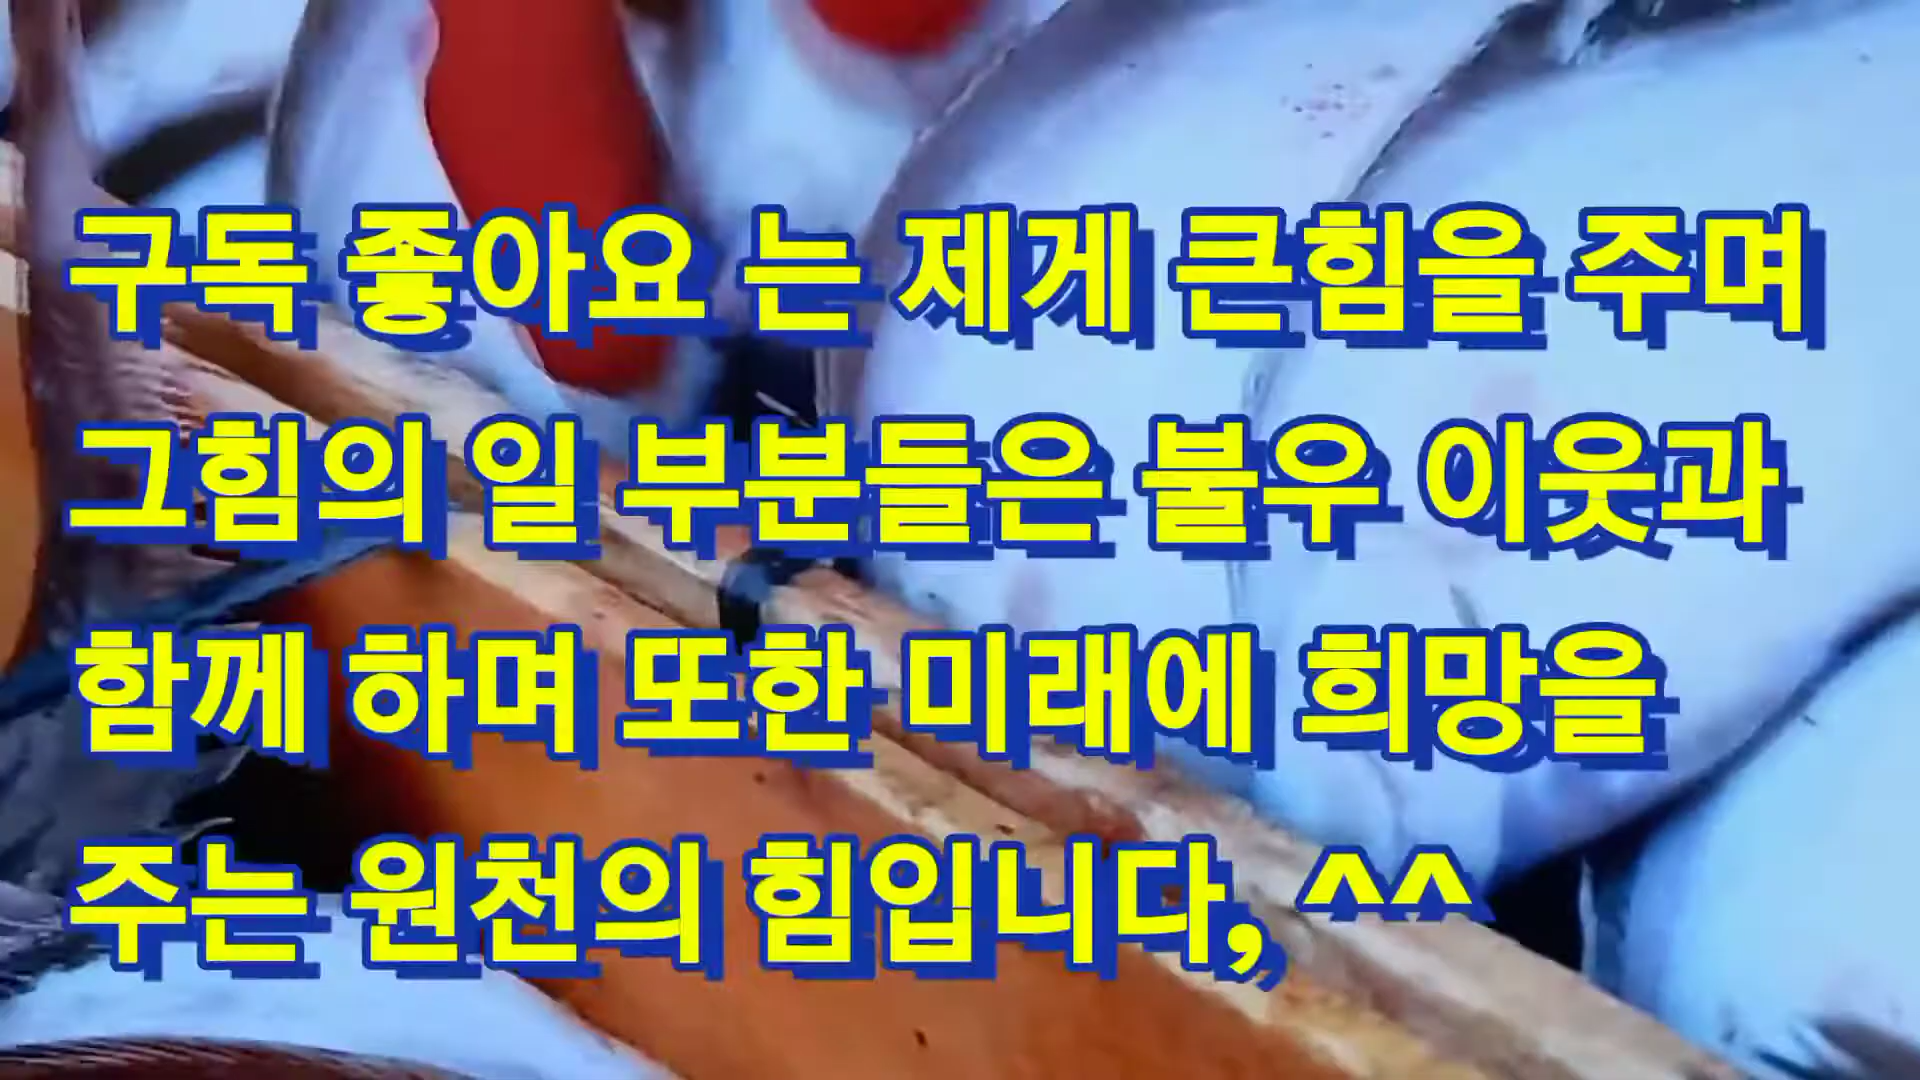 구독 좋아요 는 제게 큰힘을 주며
그힘의 일 부분들은 불우 이웃과
함께 하며 또한 미래에 희망을
주는 원천의 힘입니다, ^^